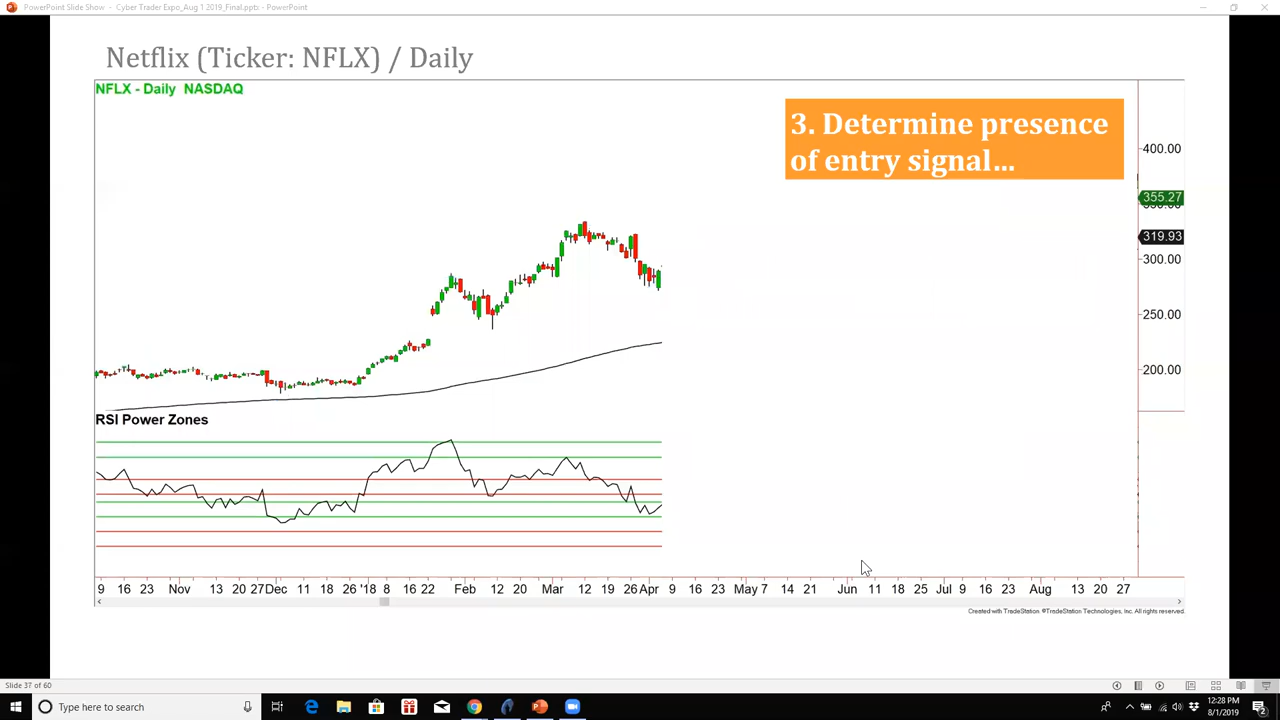 PowerPoint Slide Show - Cyber Trader Expo_Aug 1 2019_Final.ppts - PowerPoint
Netflix (Ticker: NFLX) / Daily
NFLX - Daily NASDAQ
3. Determine presence
of entry signal...
400.00
355.27
319.93
300.00
250.00
200.00
RSI Power Zones
9 16 23 Nov 13 20 27 Dec 11 18 26 '18 8 16 22 Feb 12 20 Mar 12 19 26 Apr 9 16 23 May 7 14 21 Jun 11 18 25 Jul 9 16 23 Aug 13 20 27
Created with TradeStation ©TradeStation Technologies, Inc. All rights reserved.
Slide 37 of 60
Type here to search
12:28 PM
8/1/2019
2